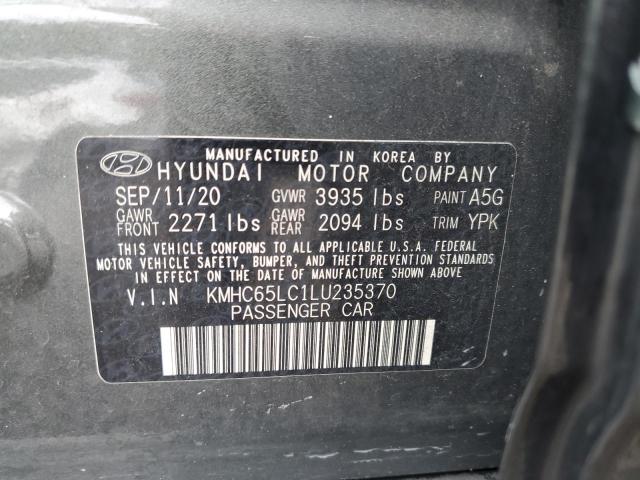 MANUFACTURED IN KOREA BY
HYUNDAI MOTOR COMPANY
SEP/11/20 GVWR 3935 lbs PAINT A5G
GAWR FRONT 2271 lbs GAWR REAR 2094 lbs TRIM YPK
THIS VEHICLE CONFORMS TO ALL APPLICABLE U.S.A. FEDERAL
MOTOR VEHICLE SAFETY, BUMPER, AND THEFT PREVENTION STANDARDS
IN EFFECT ON THE DATE OF MANUFACTURE SHOWN ABOVE.
V.I.N KMHC65LC1LU235370
PASSENGER CAR